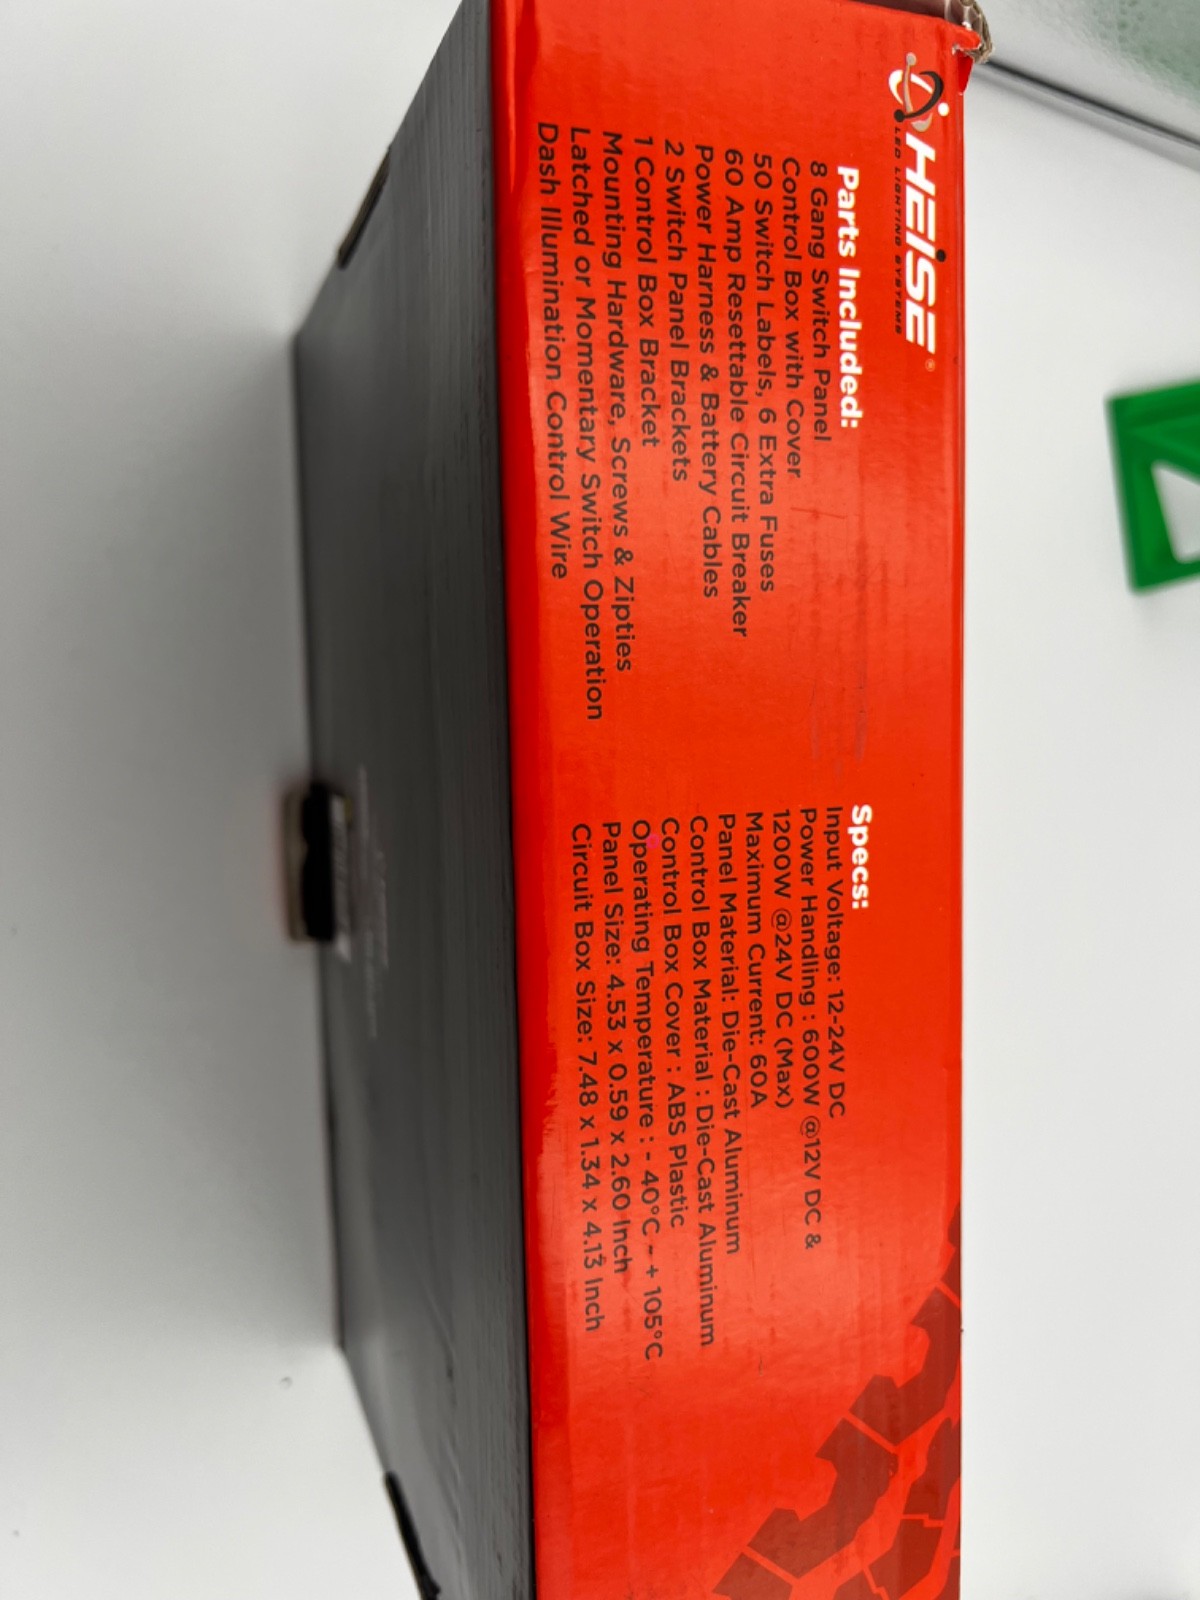 HEISE®
LED LIGHTING SYSTEMS
Parts Included:
8 Gang Switch Panel
Control Box with Cover
50 Switch Labels, 6 Extra Fuses
60 Amp Resettable Circuit Breaker
Power Harness & Battery Cables
2 Switch Panel Brackets
1 Control Box Bracket
Mounting Hardware, Screws & Zipties
Latched or Momentary Switch Operation
Dash Illumination Control Wire
Specs:
Input Voltage: 12-24V DC
Power Handling : 600W @12V DC &
1200W @24V DC (Max)
Maximum Current: 60A
Panel Material: Die-Cast Aluminum
Control Box Material : Die-Cast Aluminum
Control Box Cover : ABS Plastic
Operating Temperature : - 40°C ~ + 105°C
Panel Size: 4.53 x 0.59 x 2.60 Inch
Circuit Box Size: 7.48 x 1.34 x 4.13 Inch